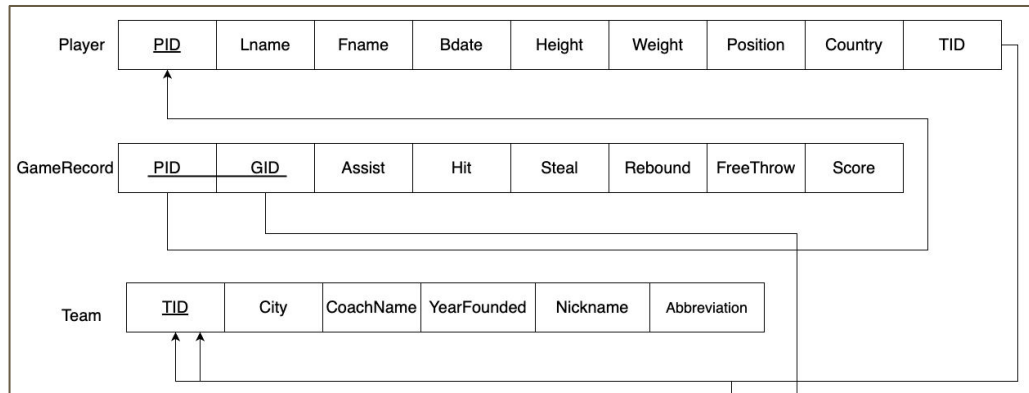 Player PID Lname Fname Bdate Height Weight Position Country TID
GameRecord PID GID Assist Hit Steal Rebound FreeThrow Score
Team TID City CoachName YearFounded Nickname Abbreviation